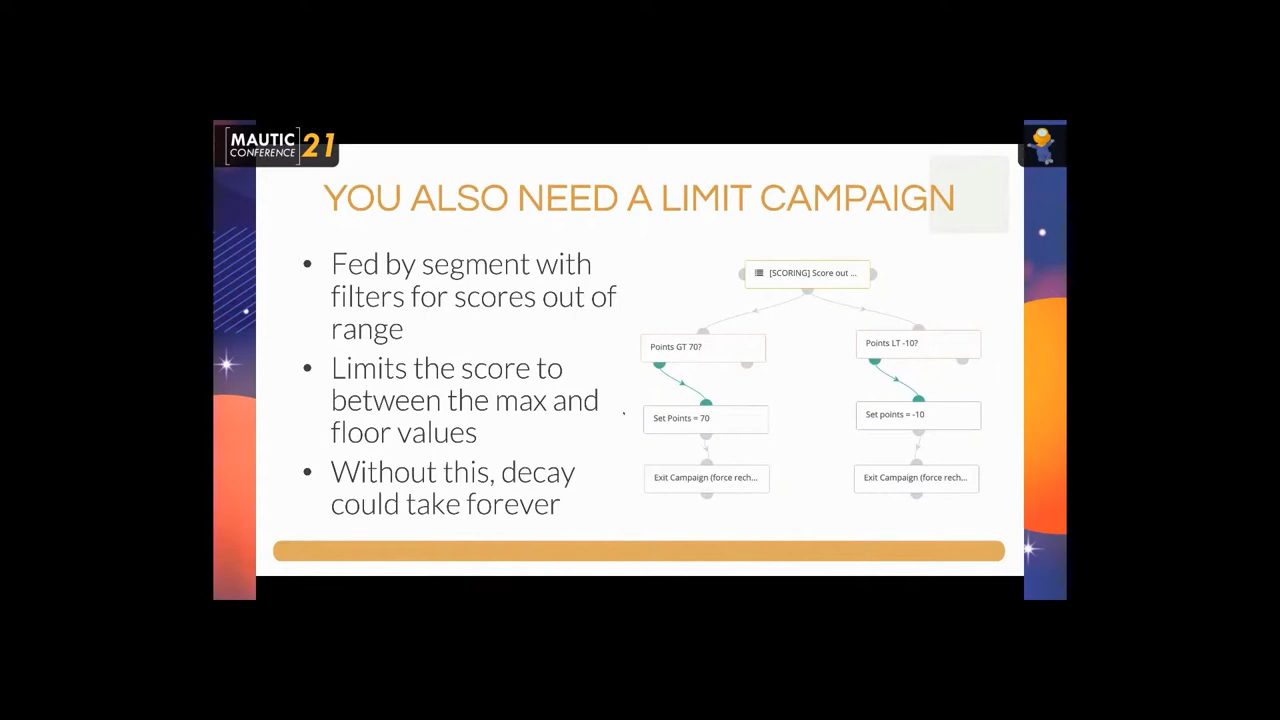 MAUTIC
CONFERENCE 21
YOU ALSO NEED A LIMIT CAMPAIGN
• Fed by segment with
filters for scores out of
range
• Limits the score to
between the max and
floor values
• Without this, decay
could take forever
[SCORING] Score out ...
Points GT 70?
Points LT -10?
Set Points = 70
Set points = -10
Exit Campaign (force rech...
Exit Campaign (force rech...